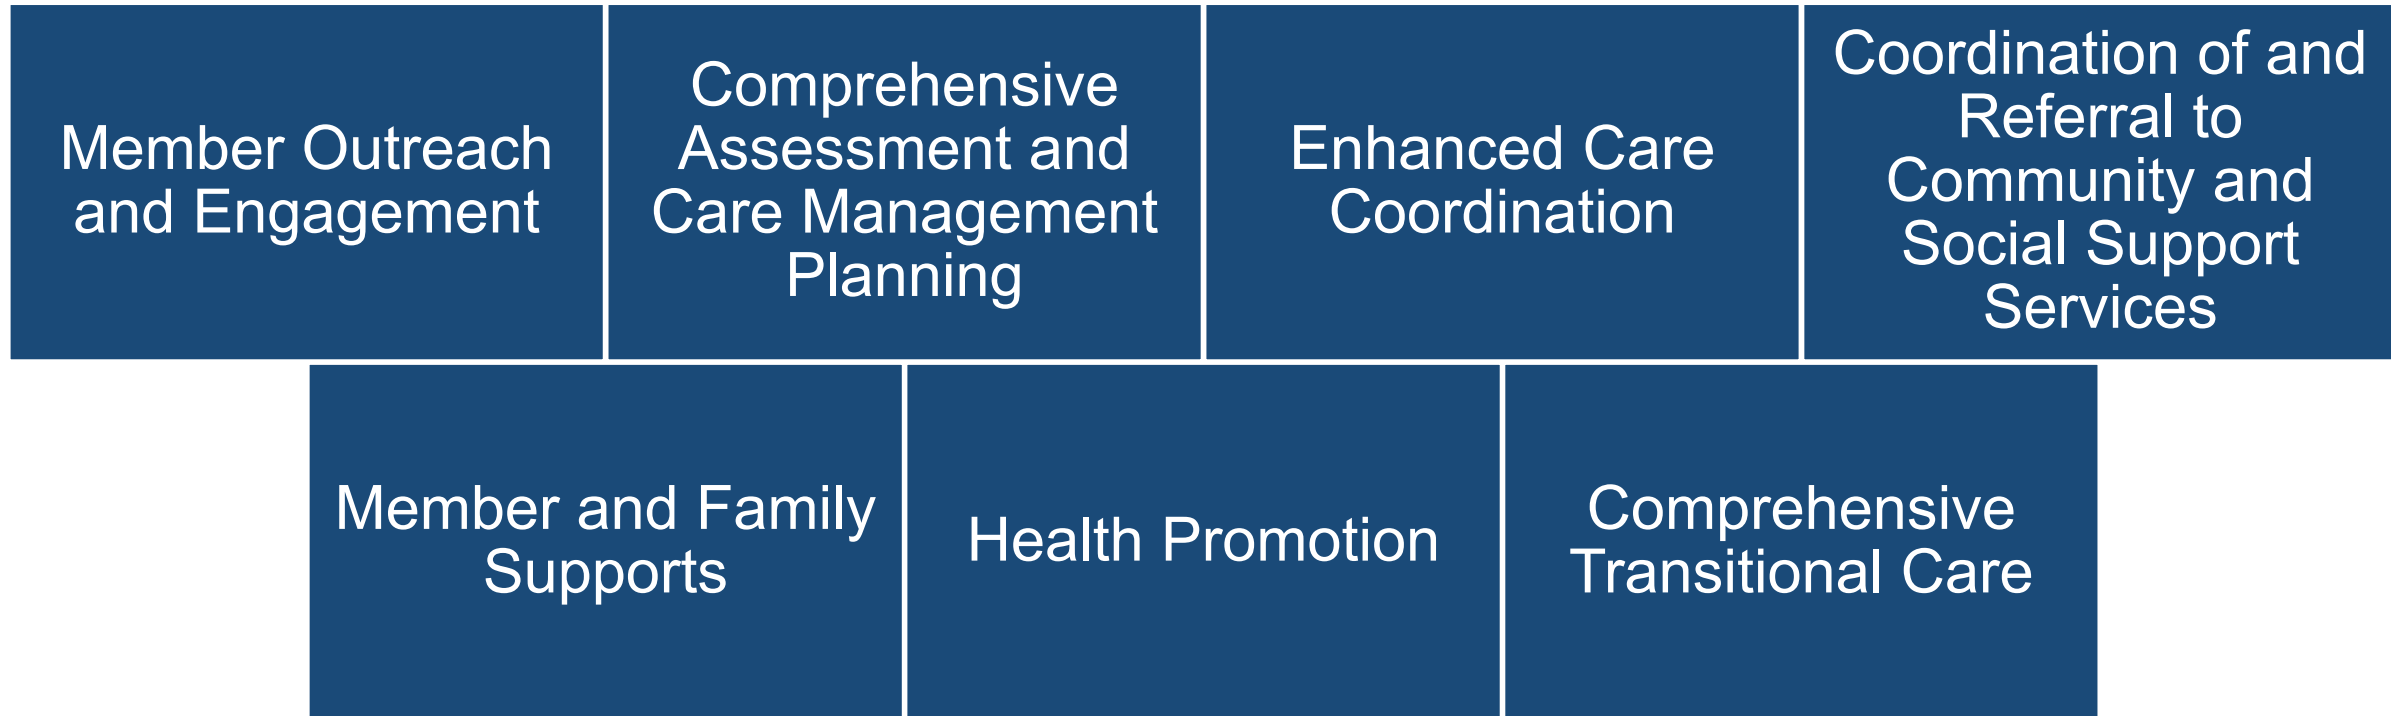 Member Outreach
and Engagement
Comprehensive
Assessment and
Care Management
Planning
Enhanced Care
Coordination
Coordination of and
Referral to
Community and
Social Support
Services
Member and Family
Supports
Health Promotion
Comprehensive
Transitional Care